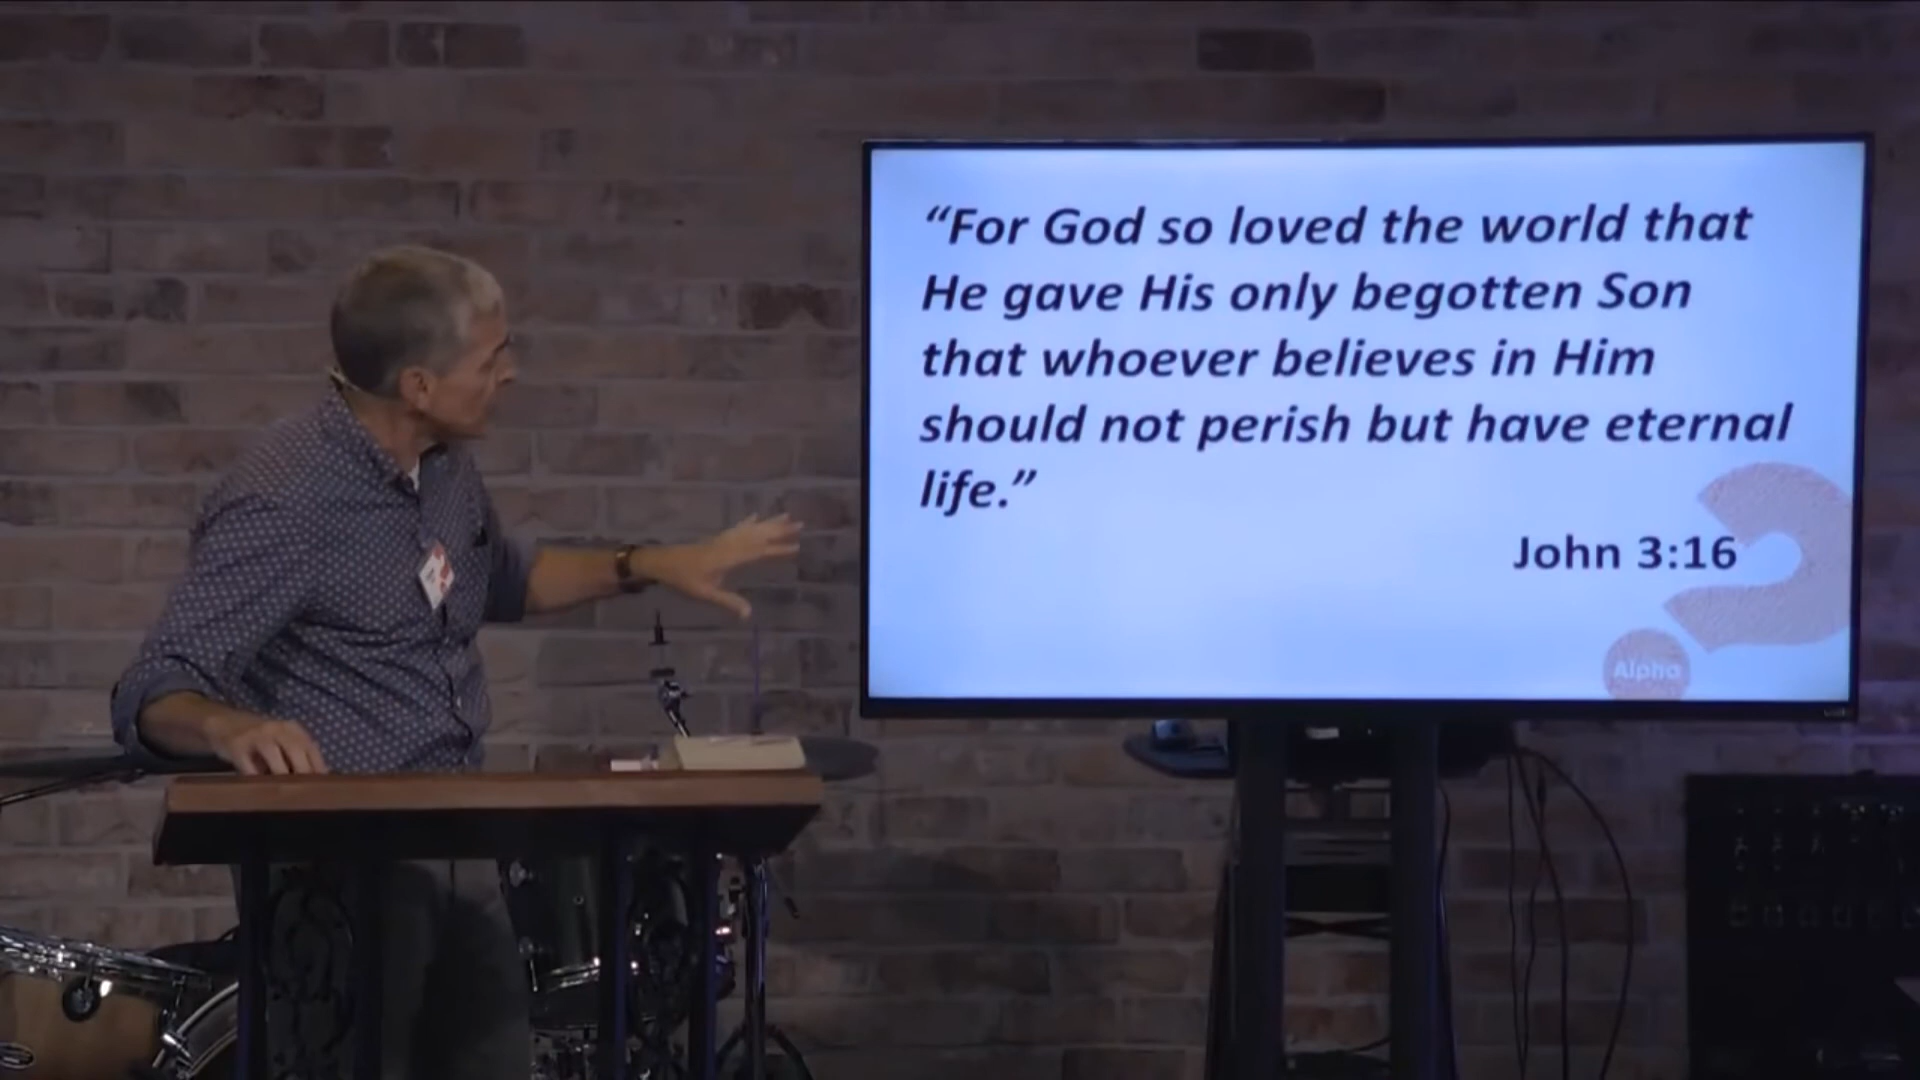 “For God so loved the world that
He gave His only begotten Son
that whoever believes in Him
should not perish but have eternal
life.”
John 3:16
Alpha